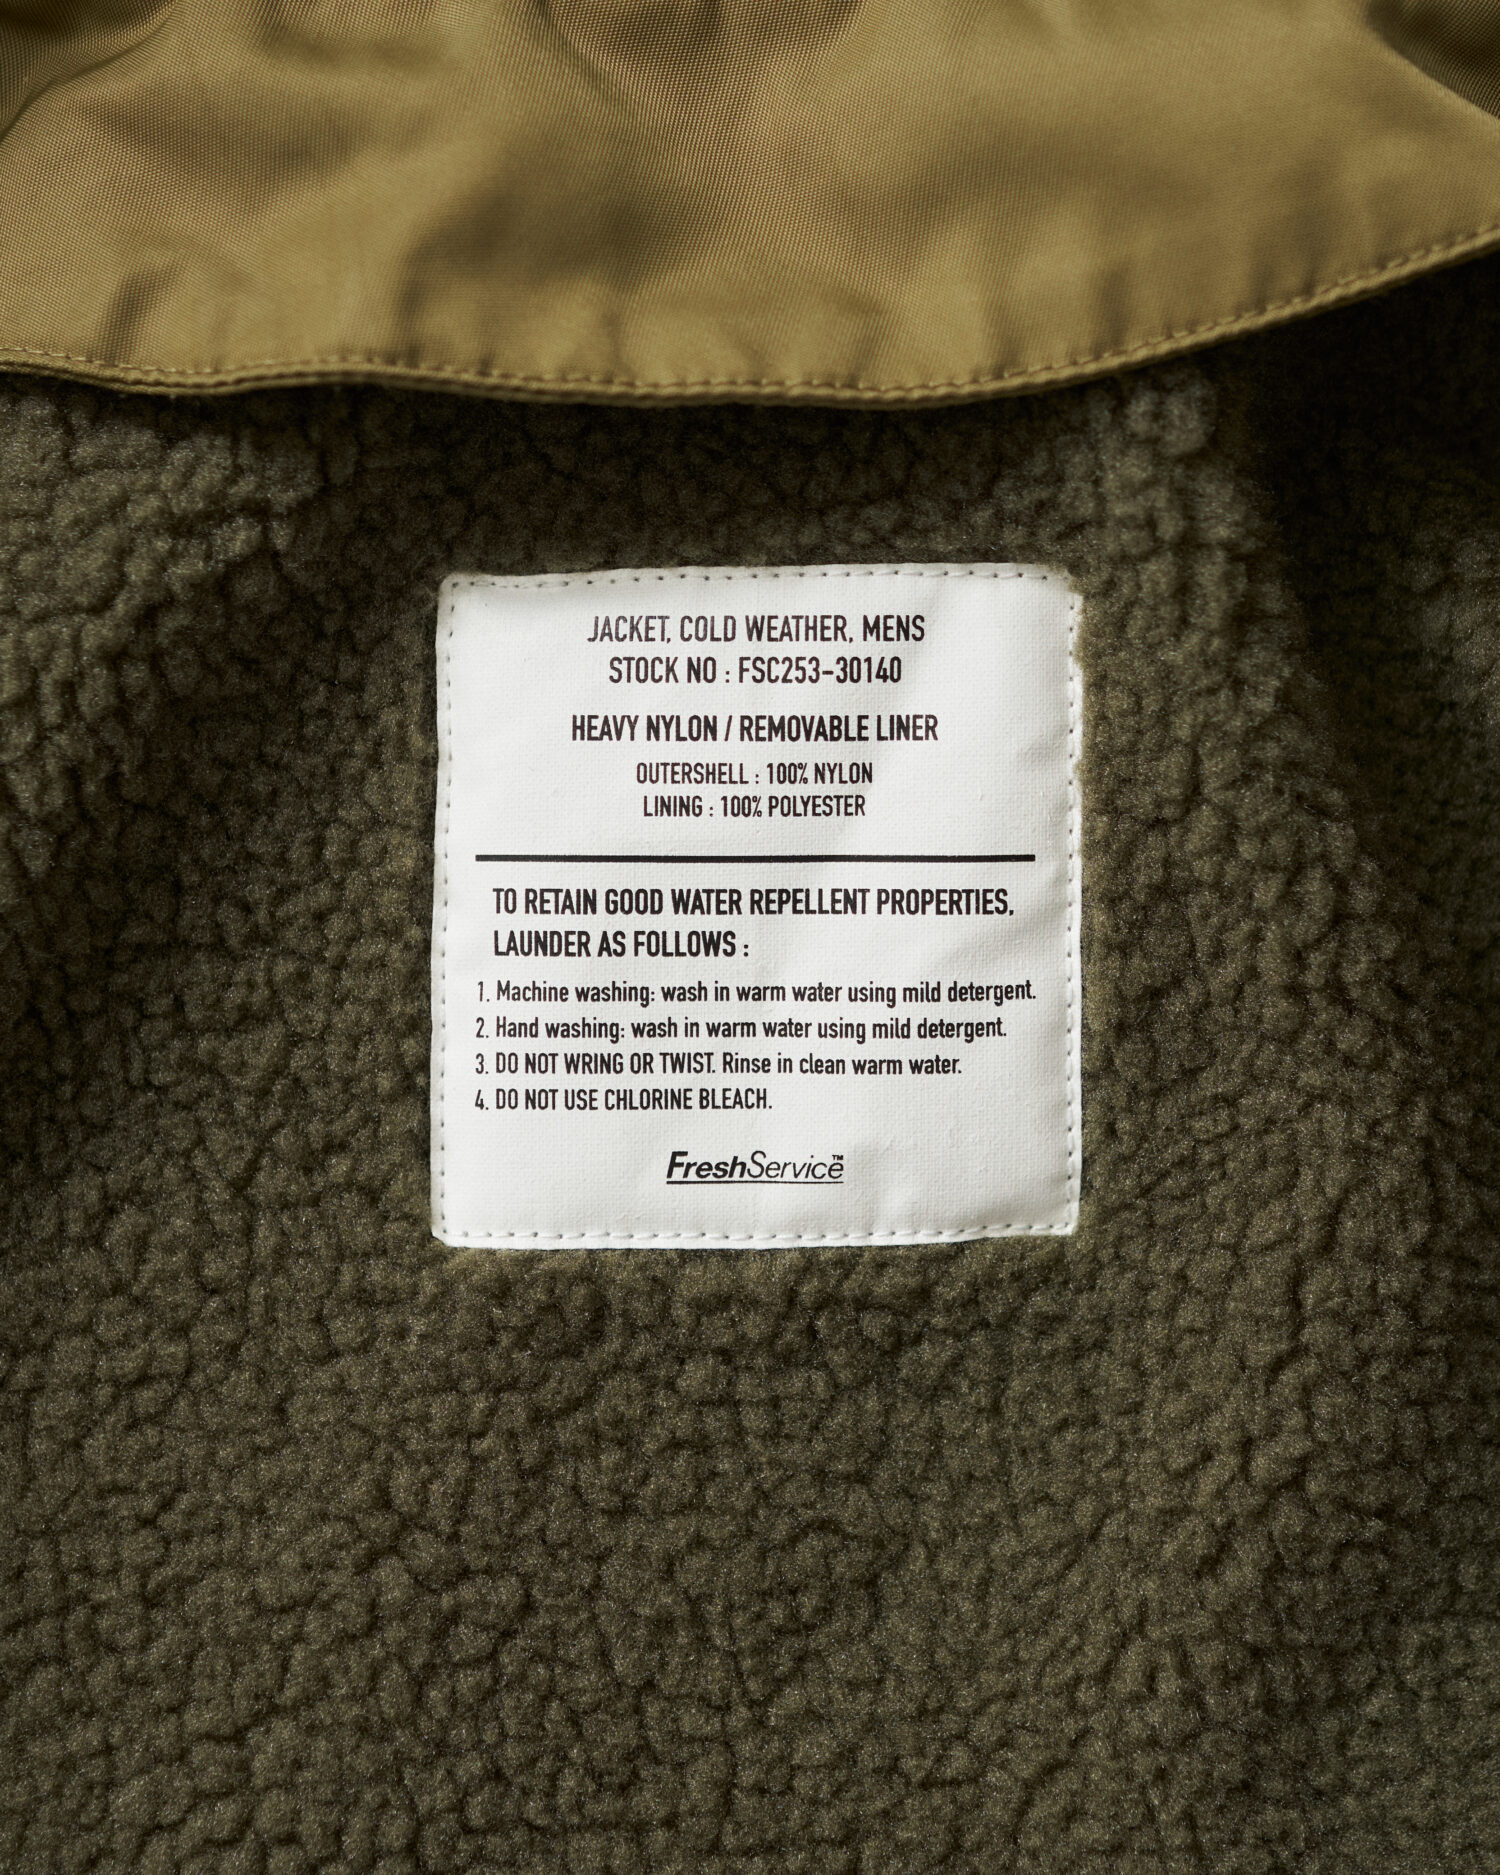 JACKET, COLD WEATHER, MENS
STOCK NO : FSC253-30140
HEAVY NYLON / REMOVABLE LINER
OUTERSHELL : 100% NYLON
LINING : 100% POLYESTER
TO RETAIN GOOD WATER REPELLENT PROPERTIES,
LAUNDER AS FOLLOWS :
1. Machine washing: wash in warm water using mild detergent.
2. Hand washing: wash in warm water using mild detergent.
3. DO NOT WRING OR TWIST. Rinse in clean warm water.
4. DO NOT USE CHLORINE BLEACH.
FreshService™